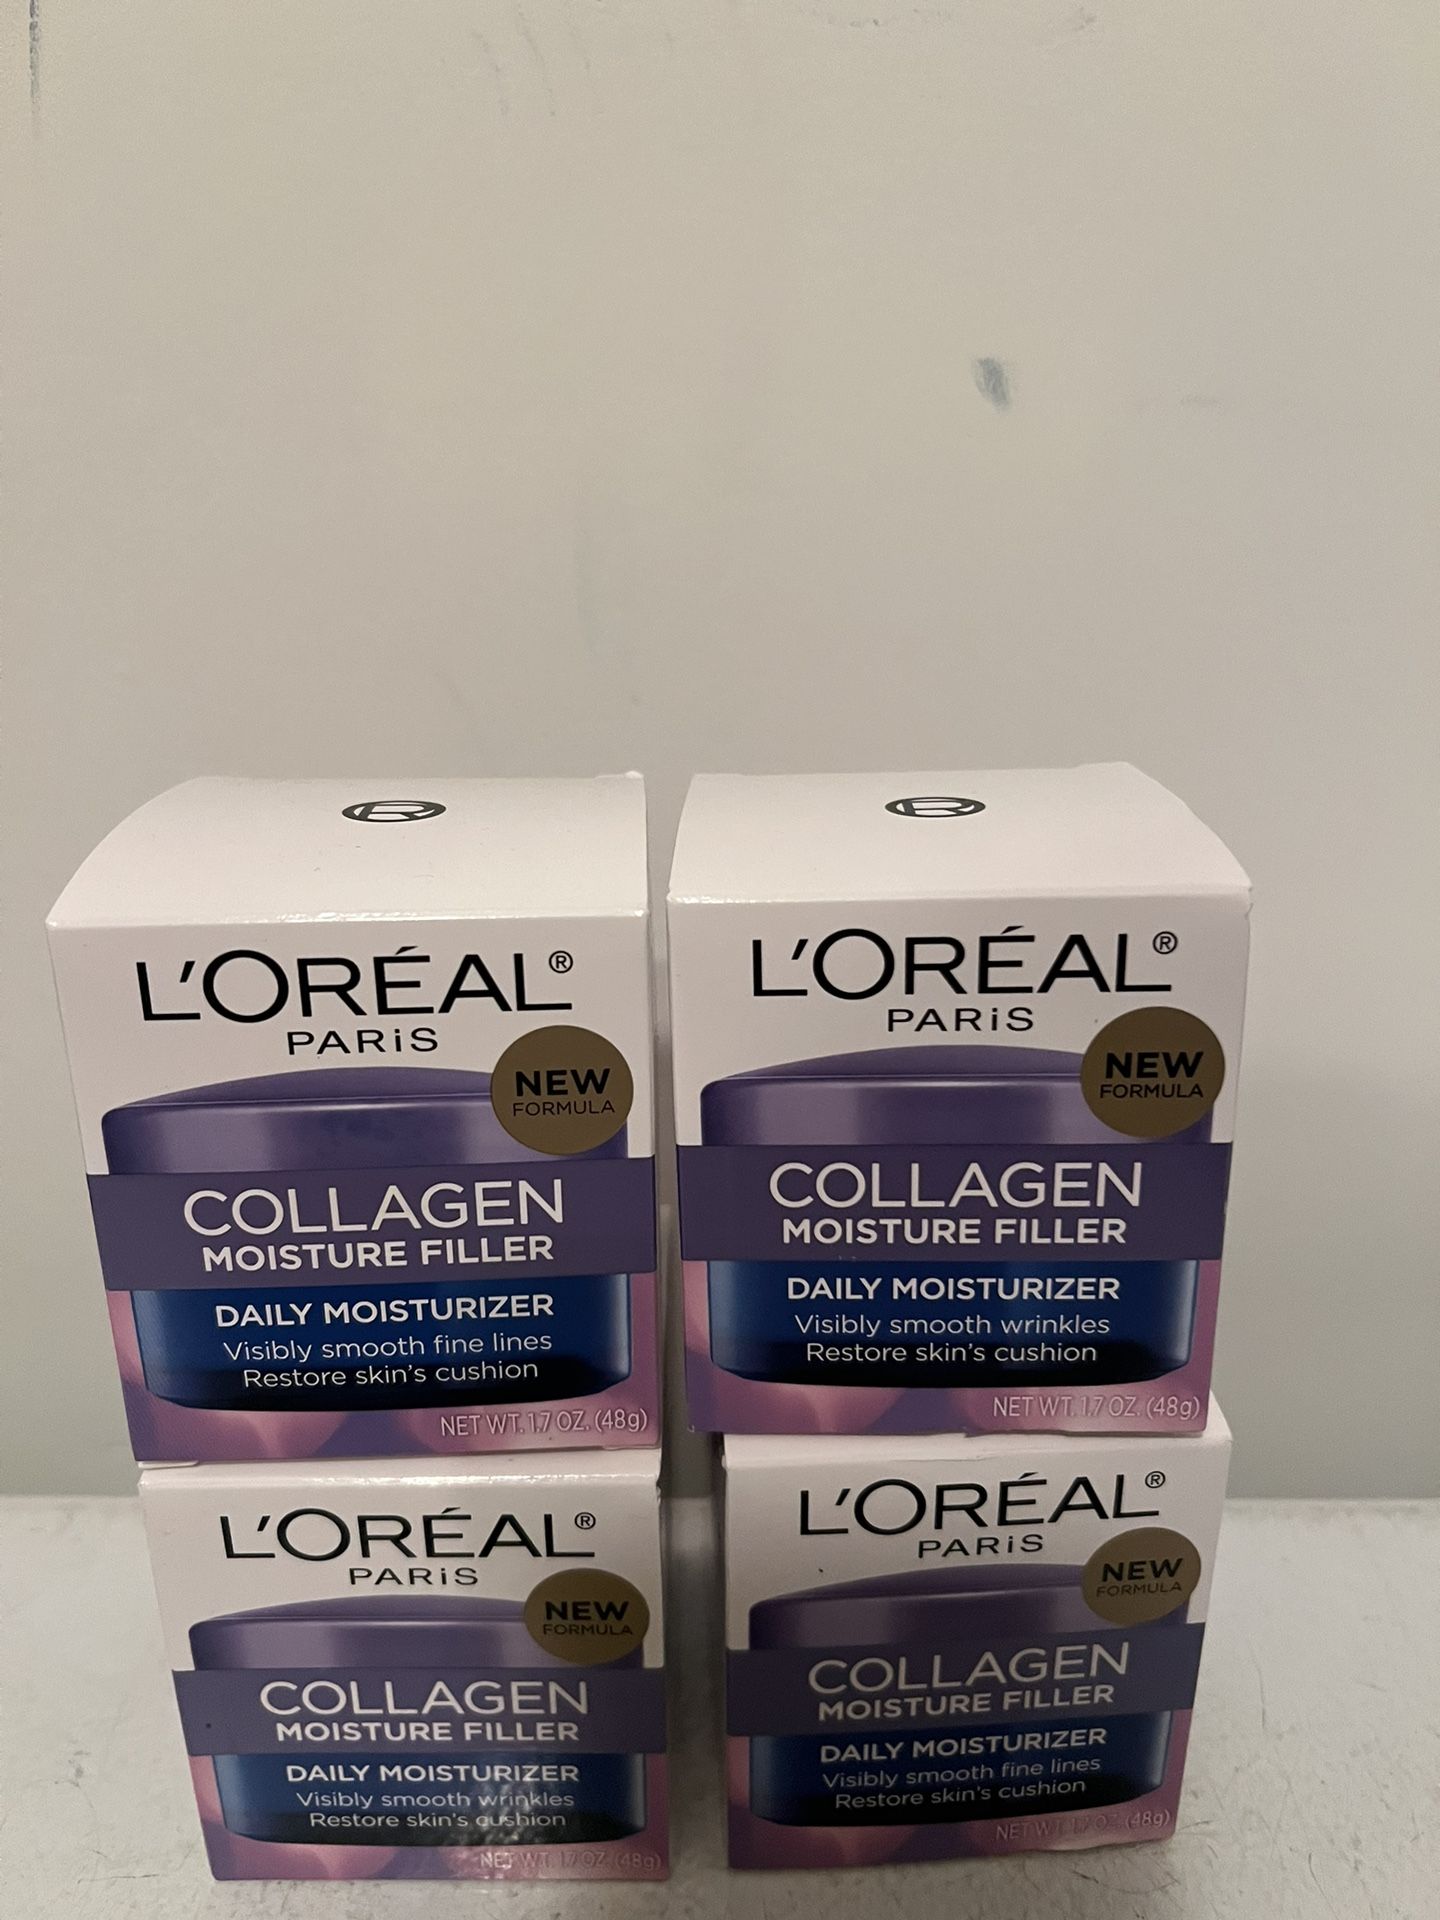 L'ORÉAL®
PARiS
NEW
FORMULA
COLLAGEN
MOISTURE FILLER
DAILY MOISTURIZER
Visibly smooth fine lines
Restore skin's cushion
NET WT. 1.7 OZ. (48g)
L'ORÉAL®
PARiS
NEW
FORMULA
COLLAGEN
MOISTURE FILLER
DAILY MOISTURIZER
Visibly smooth wrinkles
Restore skin's cushion
NET WT. 1.7 OZ. (48g)
L'ORÉAL®
PARiS
NEW
FORMULA
COLLAGEN
MOISTURE FILLER
DAILY MOISTURIZER
Visibly smooth wrinkles
Restore skin's cushion
NET WT. 1.7 OZ. (48g)
L'ORÉAL®
PARiS
NEW
FORMULA
COLLAGEN
MOISTURE FILLER
DAILY MOISTURIZER
Visibly smooth fine lines
Restore skin's cushion
NET WT. 1.7 OZ. (48g)